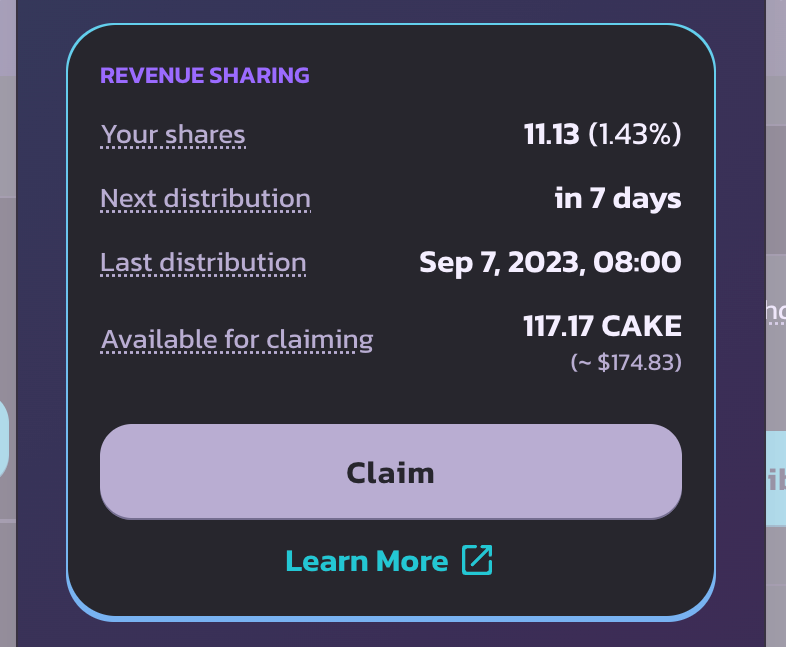 REVENUE SHARING
Your shares 11.13 (1.43%)
Next distribution in 7 days
Last distribution Sep 7, 2023, 08:00
Available for claiming 117.17 CAKE
(~ $174.83)
Claim
Learn More